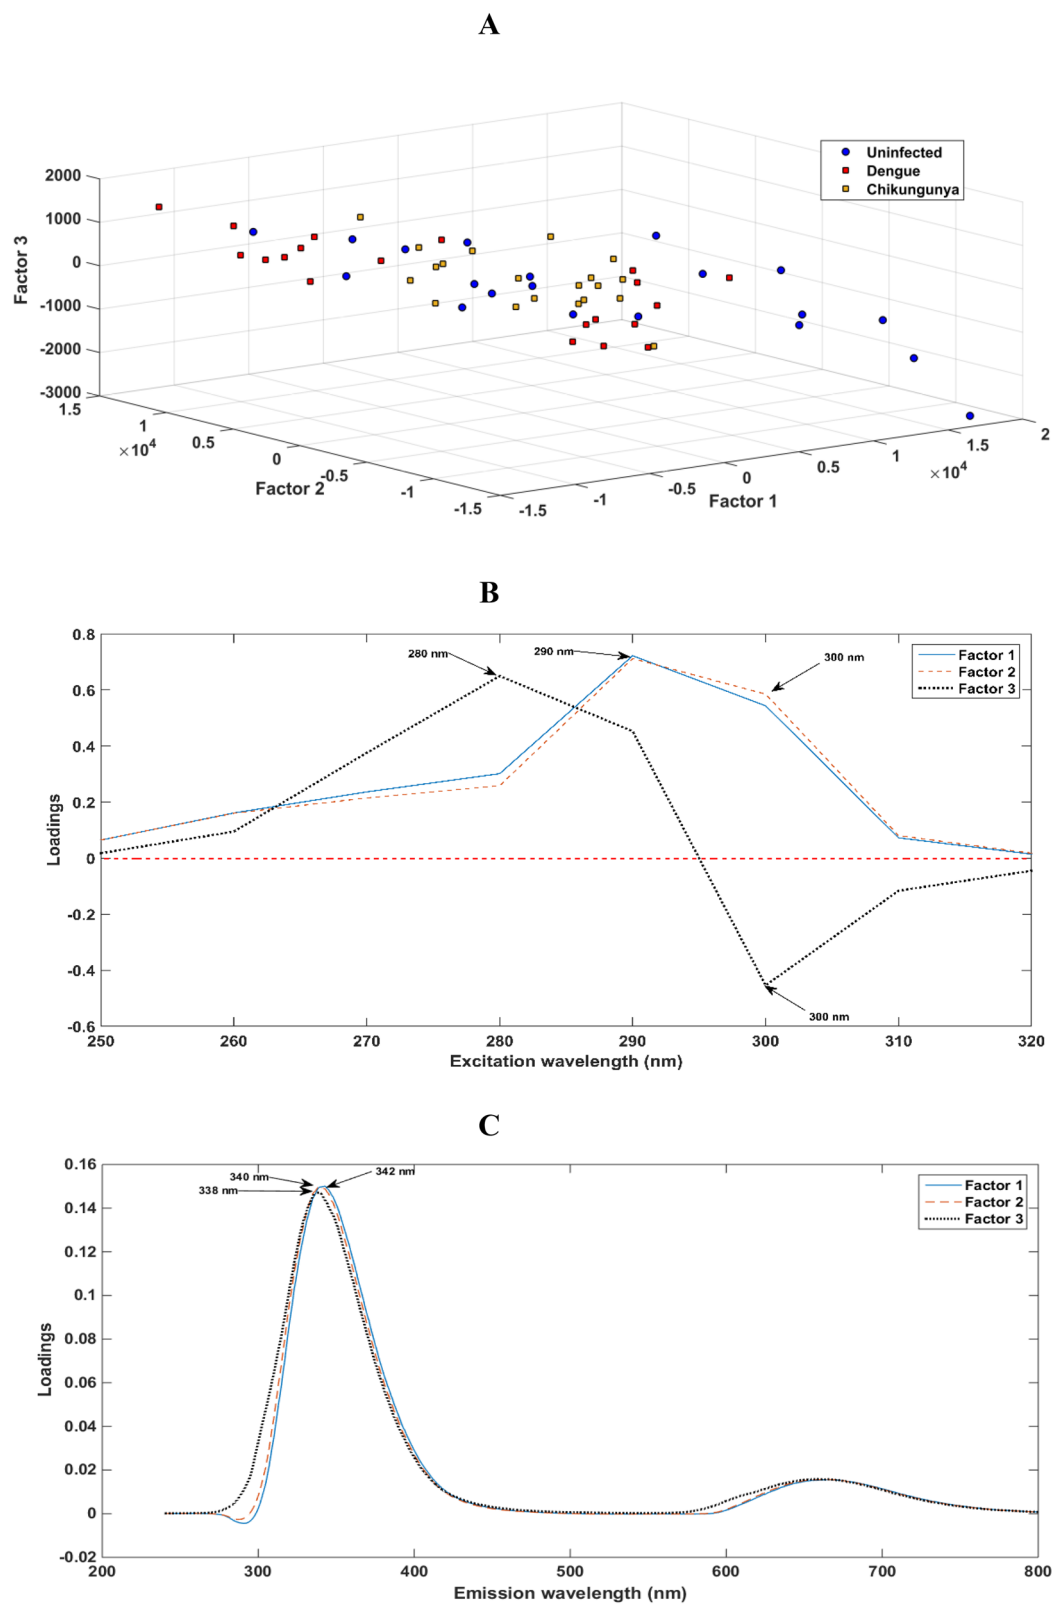 A
Uninfected
Dengue
Chikungunya
2000
1000
0
-1000
-2000
-3000
Factor 3
1.5
1
0.5
0
-0.5
-1
-1.5
×10⁴
Factor 2
-1.5
-1
-0.5
0
0.5
1
1.5
2
×10⁴
Factor 1
B
0.8
0.6
0.4
0.2
0
-0.2
-0.4
-0.6
Loadings
280 nm
290 nm
300 nm
300 nm
Factor 1
Factor 2
Factor 3
250 260 270 280 290 300 310 320
Excitation wavelength (nm)
C
0.16
0.14
0.12
0.1
0.08
0.06
0.04
0.02
0
-0.02
Loadings
340 nm
342 nm
338 nm
Factor 1
Factor 2
Factor 3
200 300 400 500 600 700 800
Emission wavelength (nm)